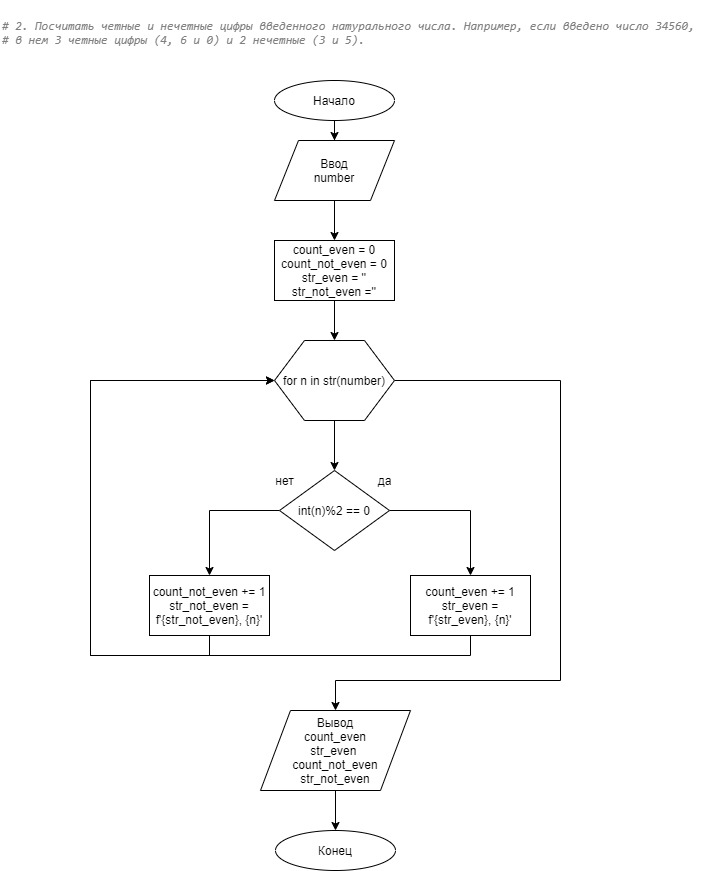 # 2. Посчитать четные и нечетные цифры введенного натурального числа. Например, если введено число 34560,
# в нем 3 четные цифры (4, 6 и 0) и 2 нечетные (3 и 5).
Начало
Ввод
number
count_even = 0
count_not_even = 0
str_even = ''
str_not_even =''
for n in str(number)
нет
да
int(n)%2 == 0
count_not_even += 1
str_not_even =
f'{str_not_even}, {n}'
count_even += 1
str_even =
f'{str_even}, {n}'
Вывод
count_even
str_even
count_not_even
str_not_even
Конец